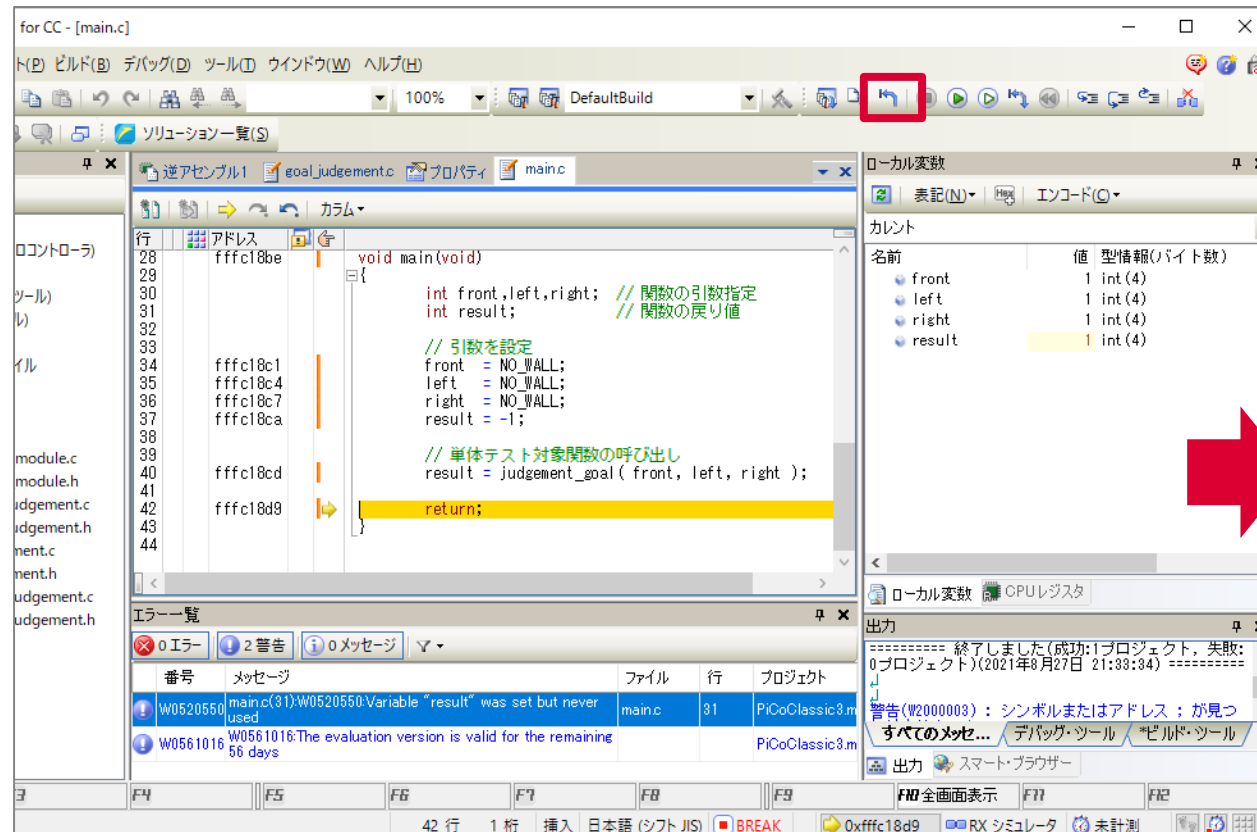 for CC - [main.c]
ト(P) ビルド(B) デバッグ(D) ツール(T) ウインドウ(W) ヘルプ(H)
100% DefaultBuild
ソリューション一覧(S)
逆アセンブル1 goal_judgement.c プロパティ main.c
カラム
行 アドレス
28 fffc18be void main(void)
29 {
30 int front,left,right; // 関数の引数指定
31 int result; // 関数の戻り値
32
33 // 引数を設定
34 fffc18c1 front = NO_WALL;
35 fffc18c4 left = NO_WALL;
36 fffc18c7 right = NO_WALL;
37 fffc18ca result = -1;
38
39 // 単体テスト対象関数の呼び出し
40 fffc18cd result = judgement_goal( front, left, right );
41
42 fffc18d9 return;
43 }
44
ロコントローラ)
ツール)
ル)
イル
module.c
module.h
udgement.c
udgement.h
ment.c
ment.h
udgement.c
udgement.h
ローカル変数
表記(N) Hex エンコード(C)
カレント
名前 値 型情報(バイト数)
front 1 int(4)
left 1 int(4)
right 1 int(4)
result 1 int(4)
ローカル変数 CPUレジスタ
エラー一覧
0 エラー 2 警告 0 メッセージ
番号 メッセージ ファイル 行 プロジェクト
W0520550 main.c(31):W0520550:Variable "result" was set but never
used main.c 31 PiCoClassic3.m
W0561016 W0561016:The evaluation version is valid for the remaining
56 days PiCoClassic3.m
出力
========== 終了しました(成功:1プロジェクト, 失敗:
0プロジェクト)(2021年8月27日 21:33:34) ==========
警告(W2000003) : シンボルまたはアドレス ; が見つ
すべてのメッセ... デバッグ・ツール *ビルド・ツール
出力 スマート・ブラウザー
F3 F4 F5 F6 F7 F8 F9 F10 全画面表示 F11 F12
42 行 1 桁 挿入 日本語 (シフト JIS) BREAK 0xfffc18d9 RX シミュレータ 未計測